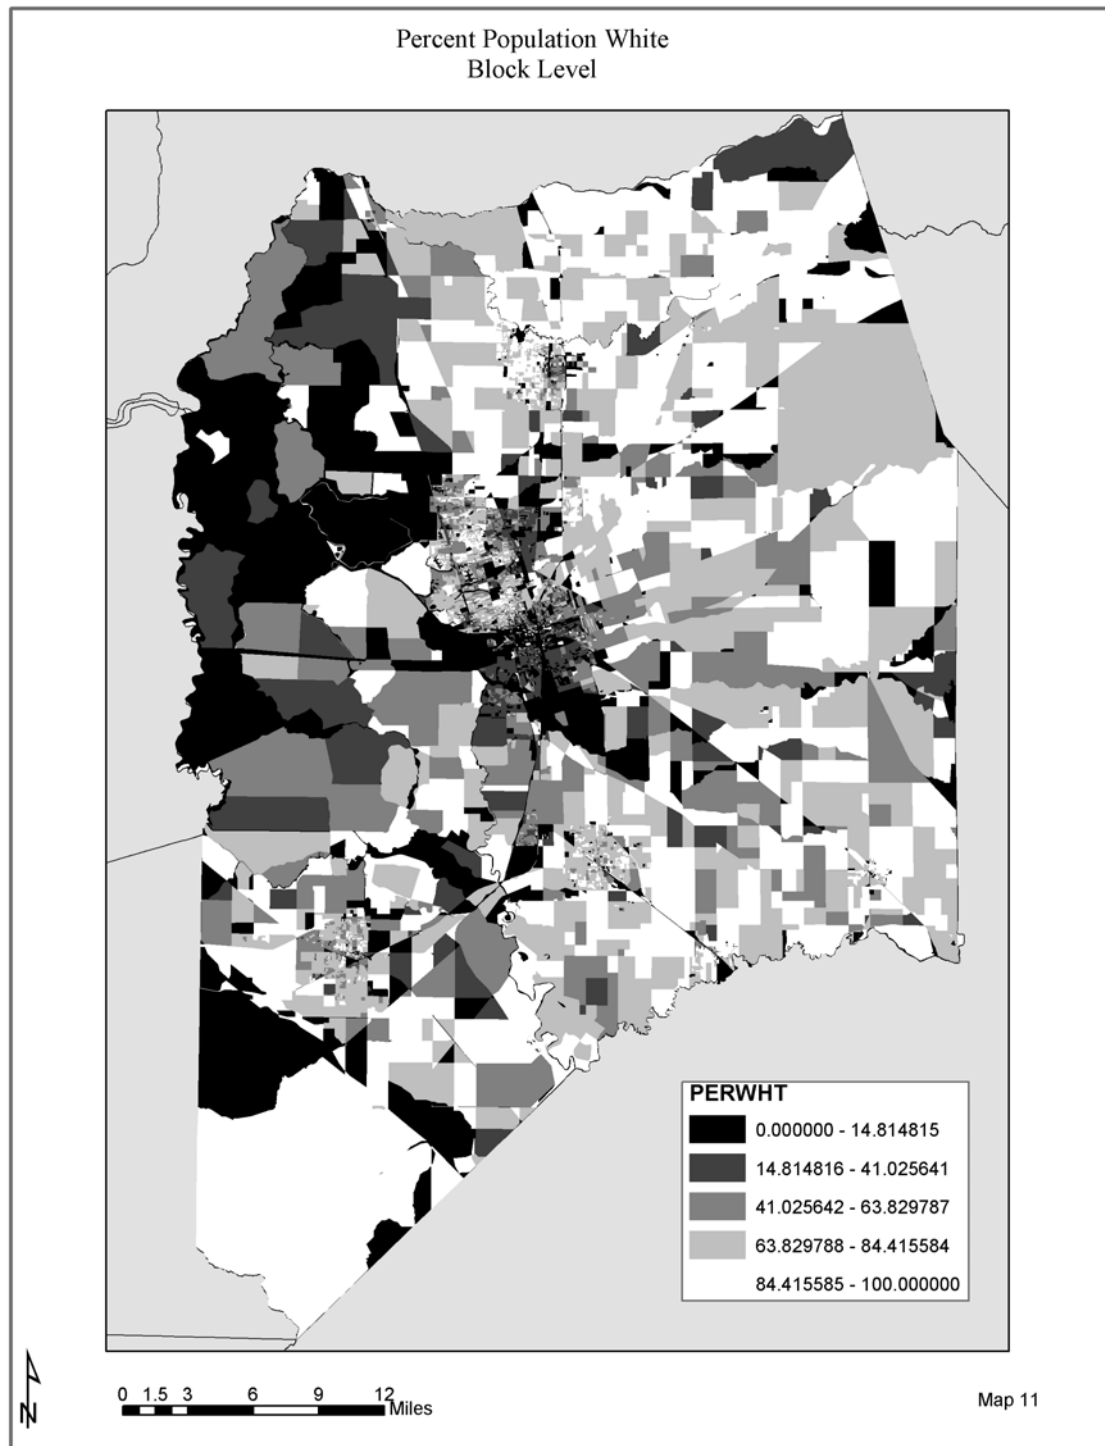 Percent Population White
Block Level
PERWHT
0.000000 - 14.814815
14.814816 - 41.025641
41.025642 - 63.829787
63.829788 - 84.415584
84.415585 - 100.000000
N
0 1.5 3 6 9 12
Miles
Map 11